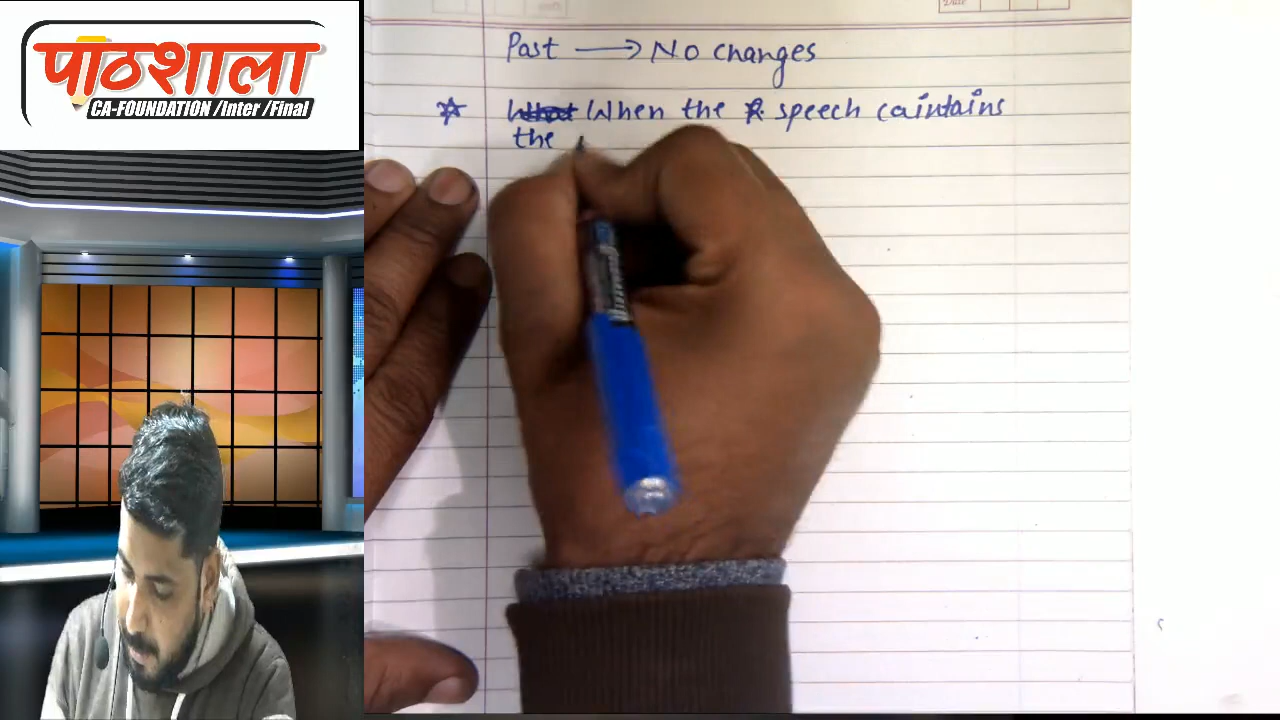 पाठशाला
CA-FOUNDATION /Inter /Final
Past → No changes
☆ When the speech caintains
the